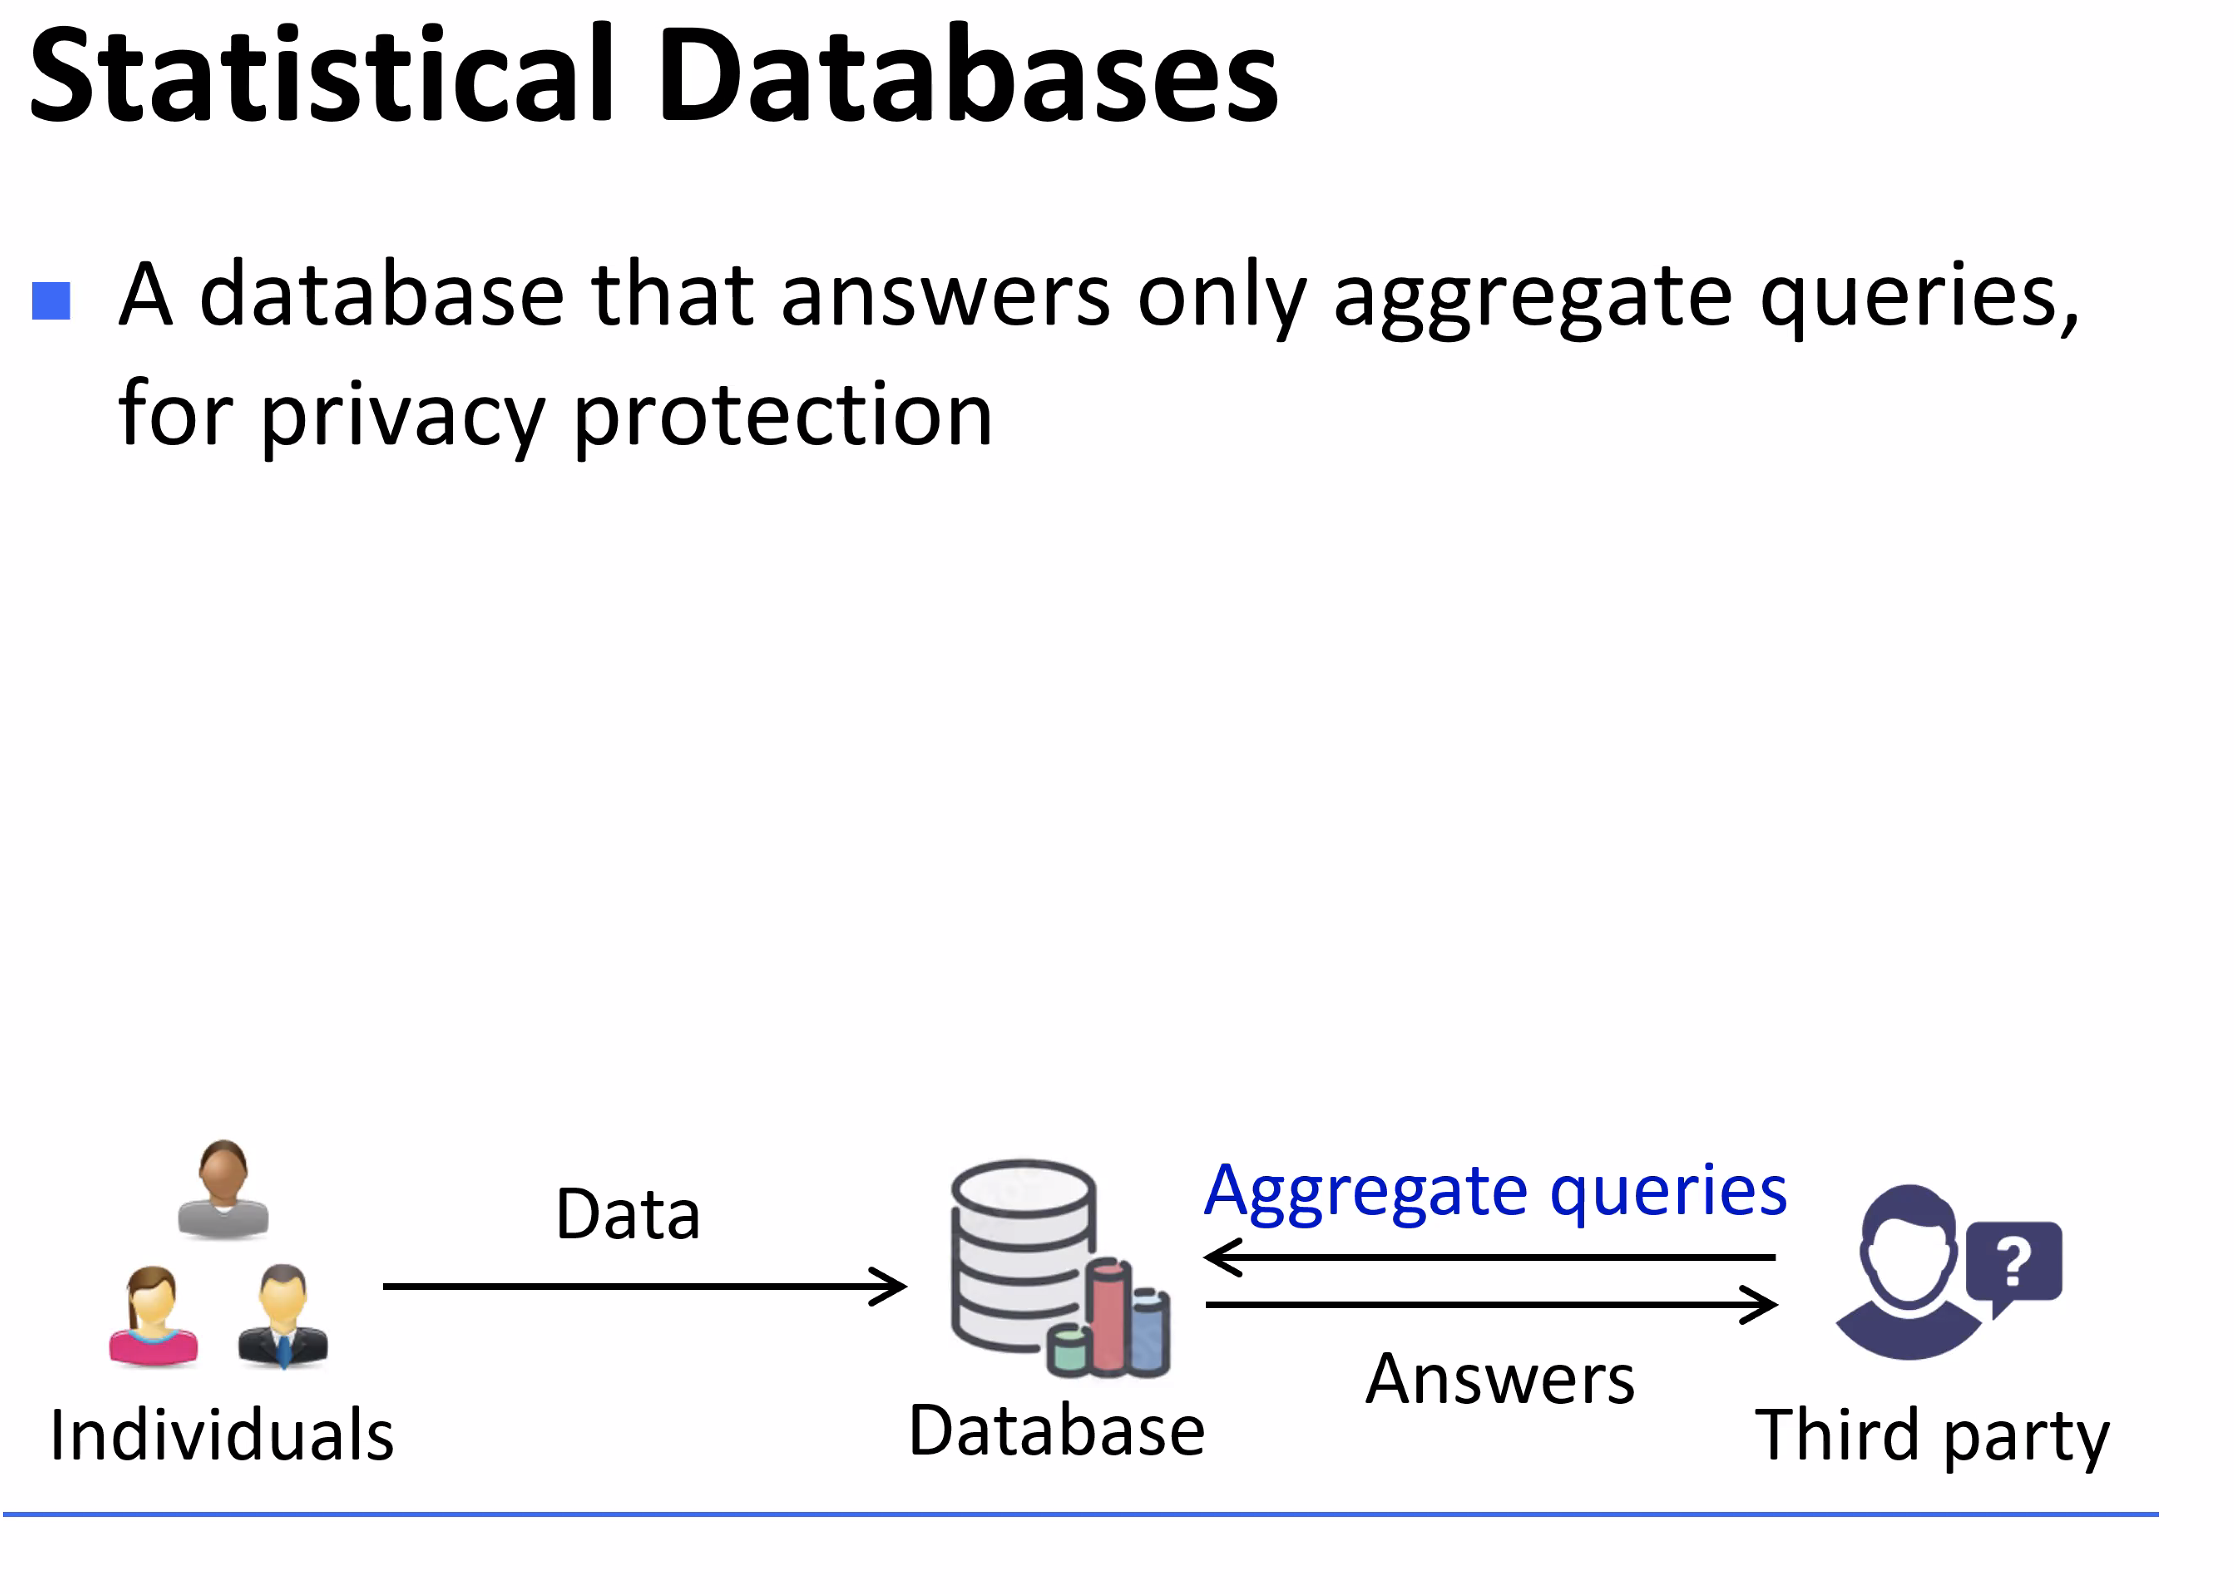 Statistical Databases
A database that answers only aggregate queries,
for privacy protection
Data
Aggregate queries
?
Answers
Individuals
Database
Third party